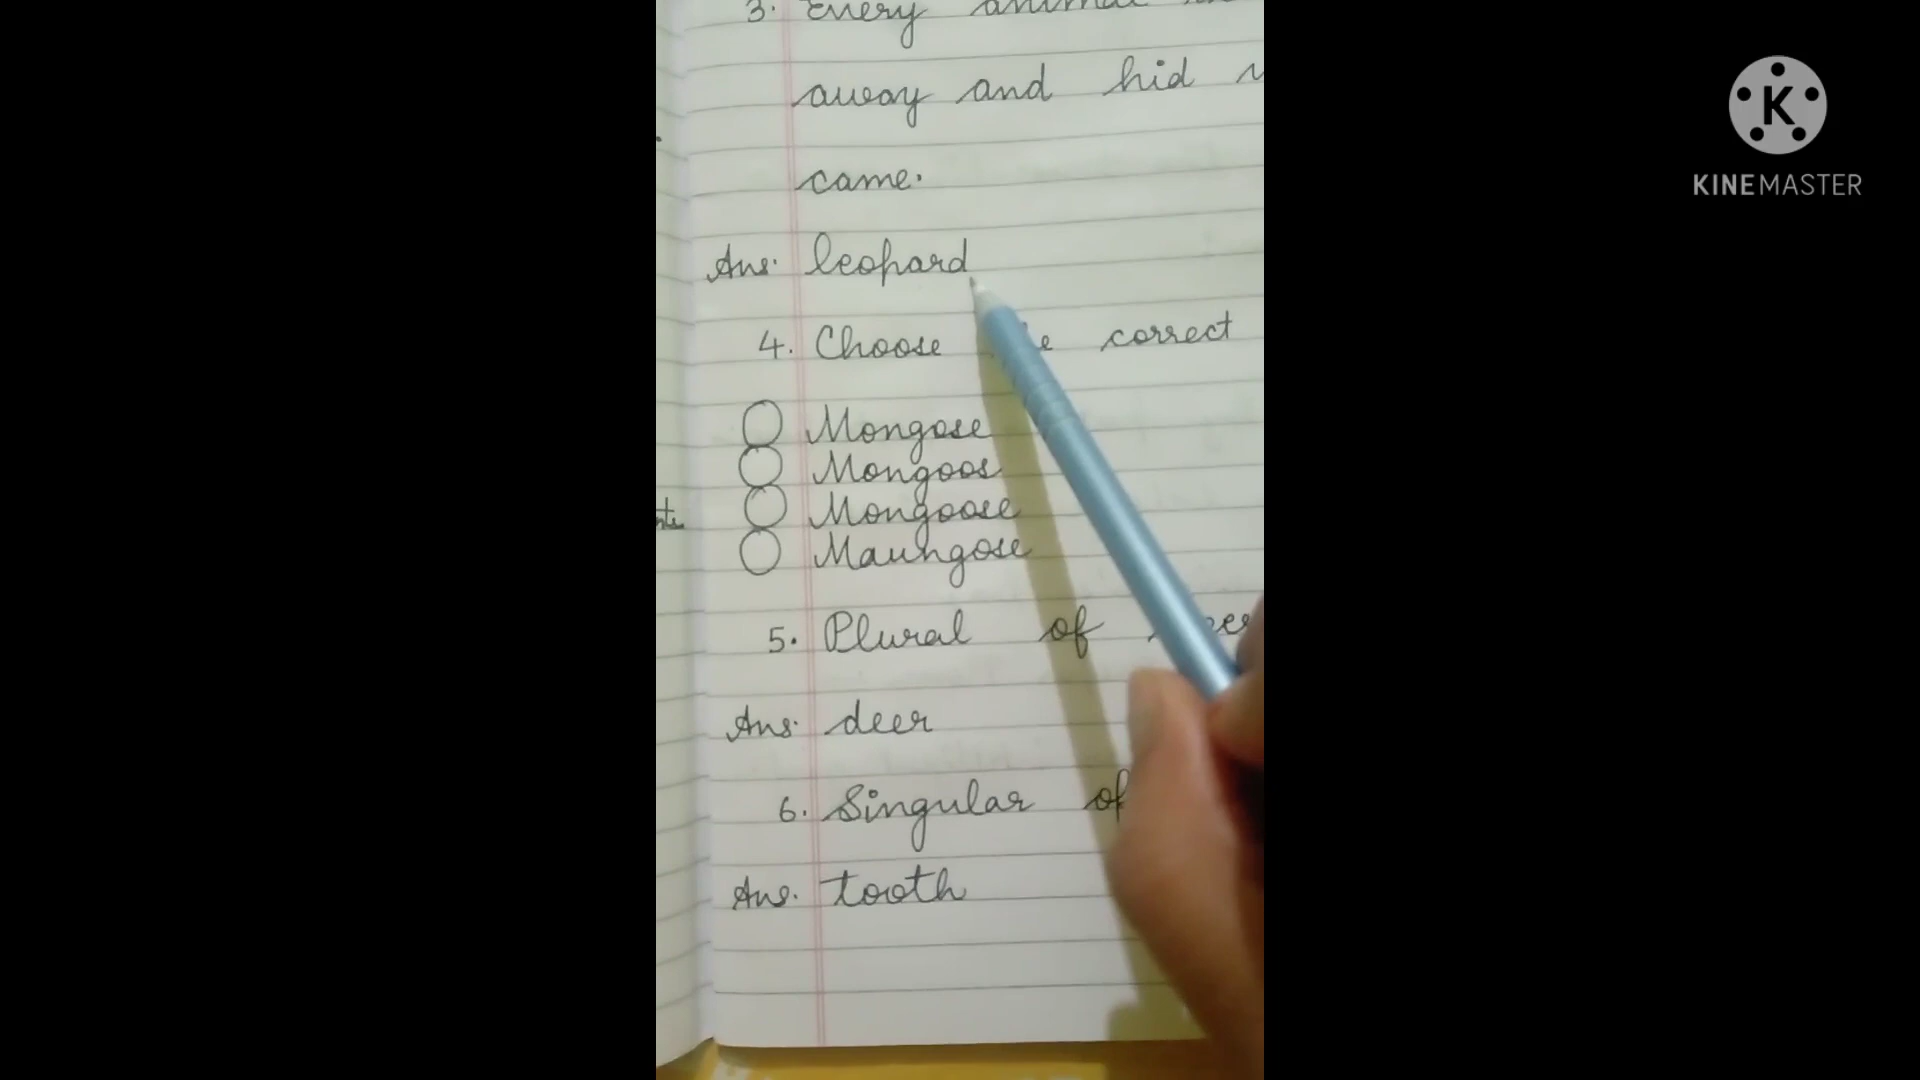 3. Every animal
away and hid
came.
Ans. leopard
4. Choose correct
Mongose
Mongoos
Mongoose
Maungose
5. Plural of
Ans. deer
6. Singular of
Ans. tooth
K
KINEMASTER